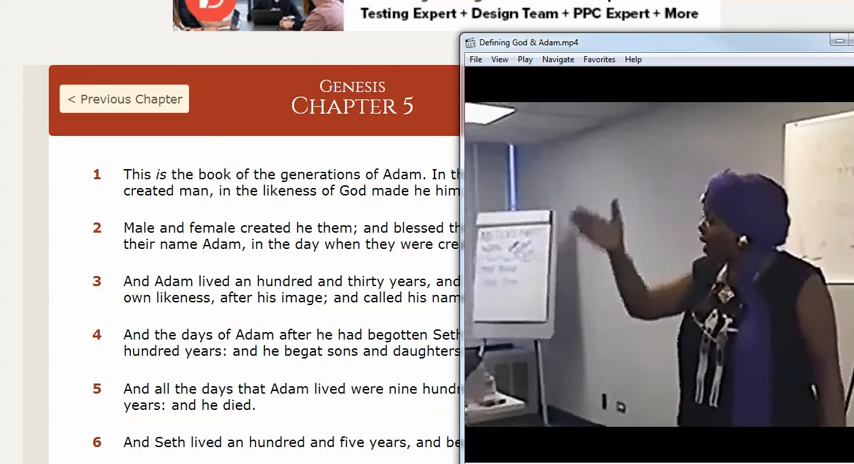 Testing Expert + Design Team + PPC Expert + More
Defining God & Adam.mp4
File View Play Navigate Favorites Help
< Previous Chapter
GENESIS
CHAPTER 5
1 This is the book of the generations of Adam. In th
created man, in the likeness of God made he him
2 Male and female created he them; and blessed th
their name Adam, in the day when they were cre
3 And Adam lived an hundred and thirty years, and
own likeness, after his image; and called his nam
4 And the days of Adam after he had begotten Seth
hundred years: and he begat sons and daughters
5 And all the days that Adam lived were nine hund
years: and he died.
6 And Seth lived an hundred and five years, and be